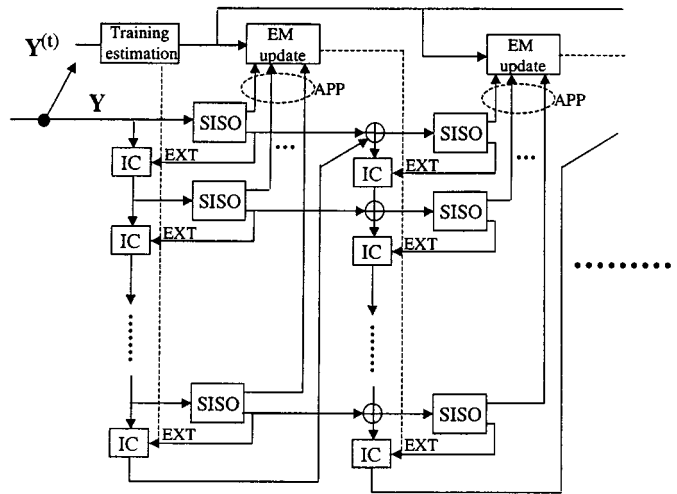 Y(t)
Training
estimation
EM
update
EM
update
APP
APP
Y
SISO
SISO
IC
EXT
IC
EXT
SISO
SISO
IC
EXT
IC
EXT
SISO
SISO
IC
EXT
IC
EXT